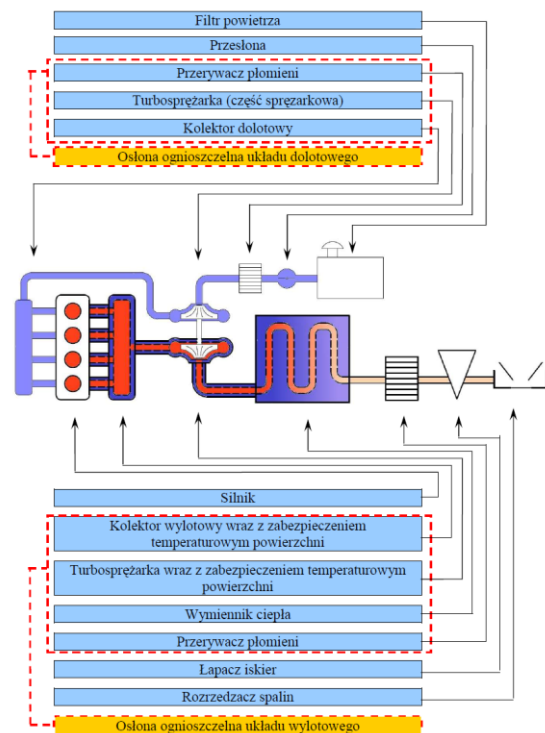 Filtr powietrza
Przesłona
Przerywacz płomieni
Turbosprężarka (część sprężarkowa)
Kolektor dolotowy
Osłona ognioszczelna układu dolotowego
Silnik
Kolektor wylotowy wraz z zabezpieczeniem
temperaturowym powierzchni
Turbosprężarka wraz z zabezpieczeniem temperaturowym
powierzchni
Wymiennik ciepła
Przerywacz płomieni
Łapacz iskier
Rozrzedzacz spalin
Osłona ognioszczelna układu wylotowego